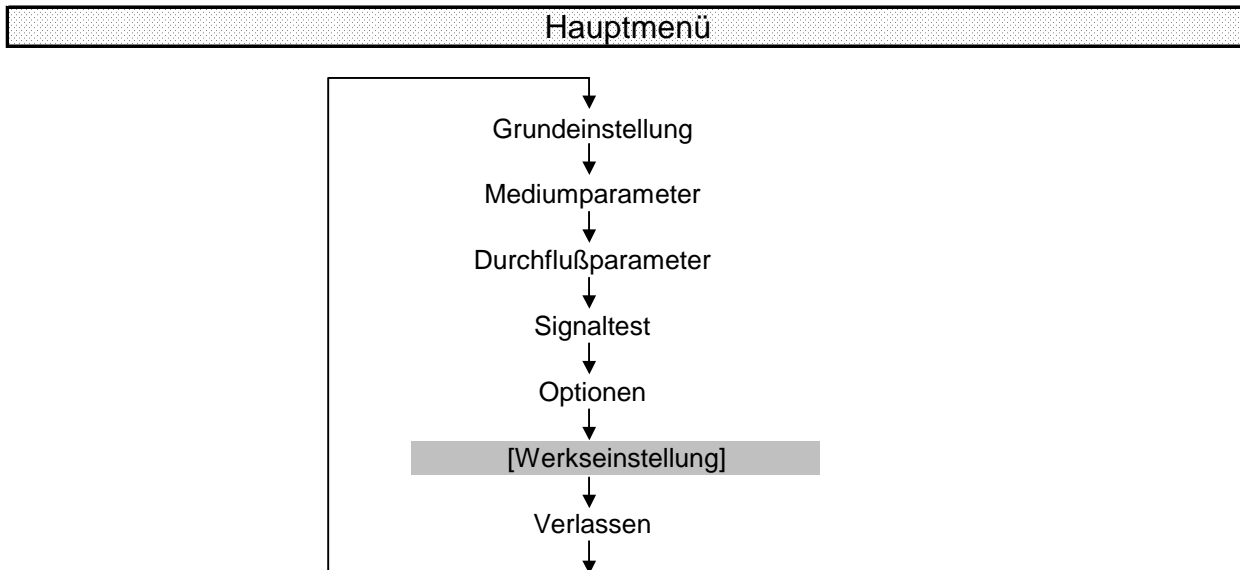 Hauptmenü
Grundeinstellung
Mediumparameter
Durchflußparameter
Signaltest
Optionen
[Werkseinstellung]
Verlassen